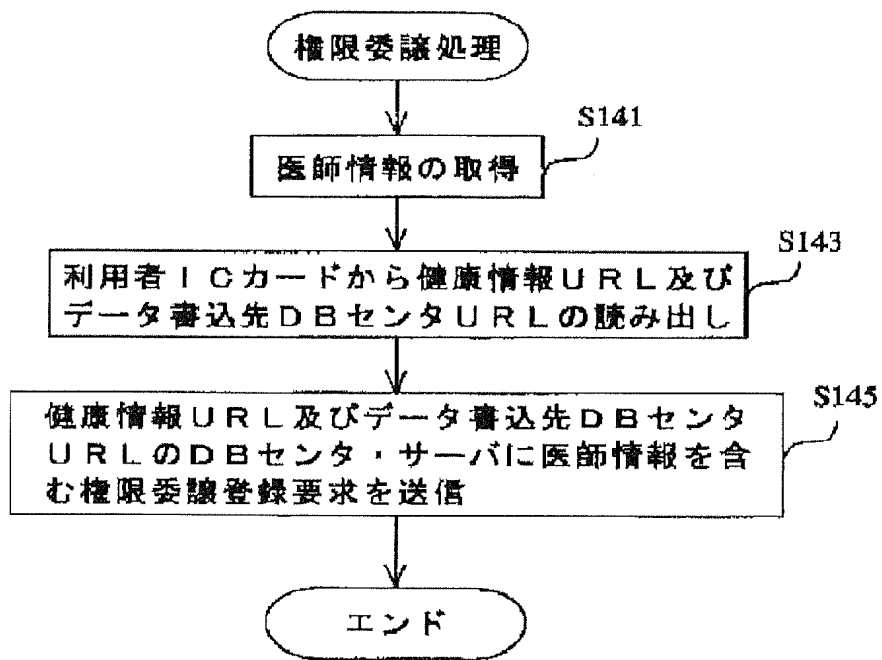 権限委譲処理
S141
医師情報の取得
S143
利用者ICカードから健康情報URL及び
データ書込先DBセンタURLの読み出し
S145
健康情報URL及びデータ書込先DBセンタ
URLのDBセンタ・サーバに医師情報を含
む権限委譲登録要求を送信
エンド